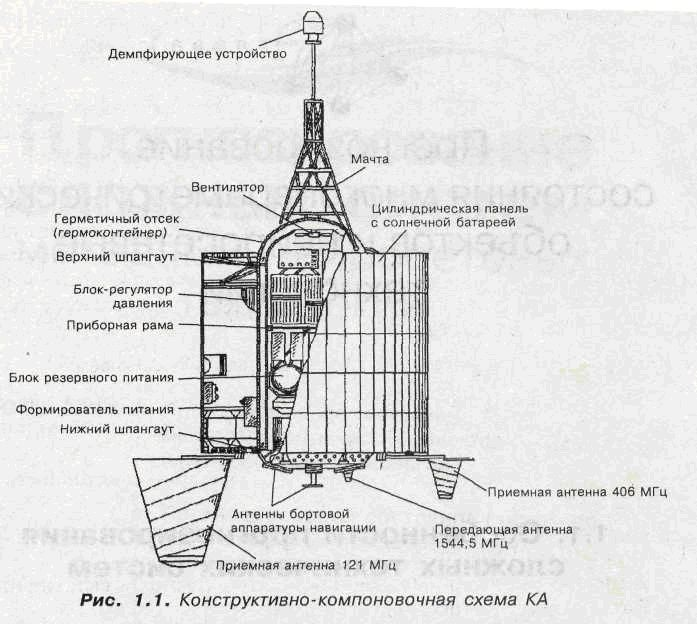 Демпфирующее устройство
Мачта
Вентилятор
Цилиндрическая панель
с солнечной батареей
Герметичный отсек
(гермоконтейнер)
Верхний шпангаут
Блок-регулятор
давления
Приборная рама
Блок резервного питания
Формирователь питания
Нижний шпангаут
Приемная антенна 406 МГц
Антенны бортовой
аппаратуры навигации
Передающая антенна
1544,5 МГц
Приемная антенна 121 МГц
Рис. 1.1. Конструктивно-компоновочная схема КА